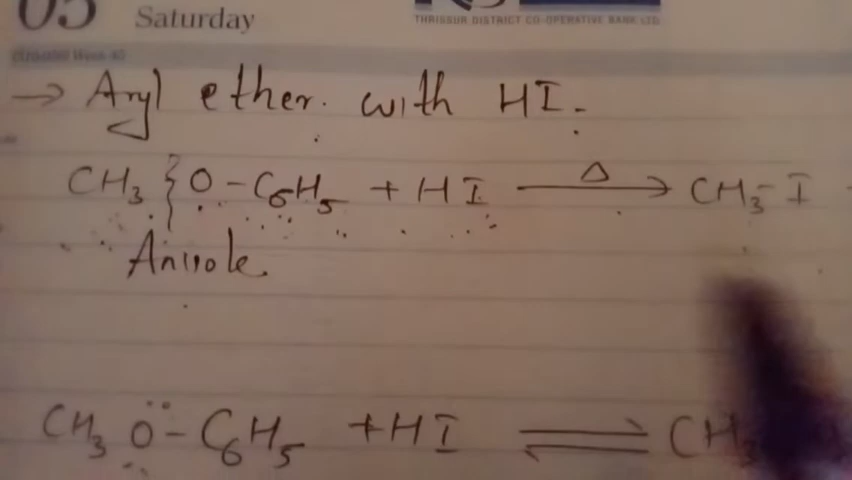 05 Saturday
THRISSUR DISTRICT CO-OPERATIVE BANK LTD
→ Aryl ether. with HI.
CH₃ } O - C₆H₅ + HI —Δ→ CH₃-I
Anisole.
CH₃ Ö - C₆H₅ + HI ⇌ CH₃